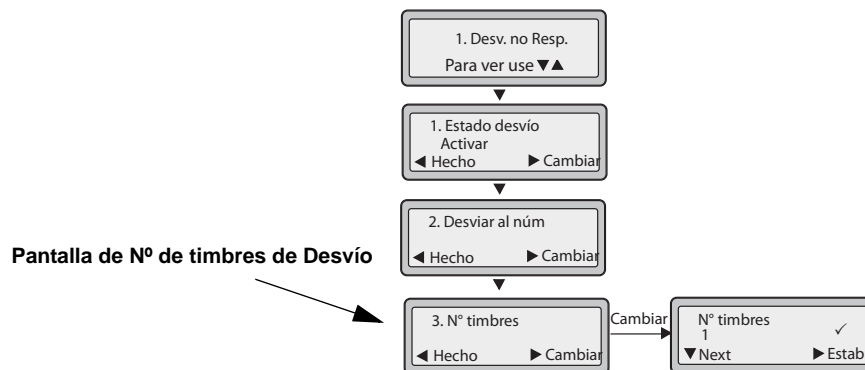 1. Desv. no Resp.
Para ver use ▼▲
1. Estado desvío
Activar
◀ Hecho ▶ Cambiar
2. Desviar al núm
◀ Hecho ▶ Cambiar
Pantalla de Nº de timbres de Desvío
3. N° timbres
◀ Hecho ▶ Cambiar
Cambiar
N° timbres
1 ✓
▼ Next ▶ Estab